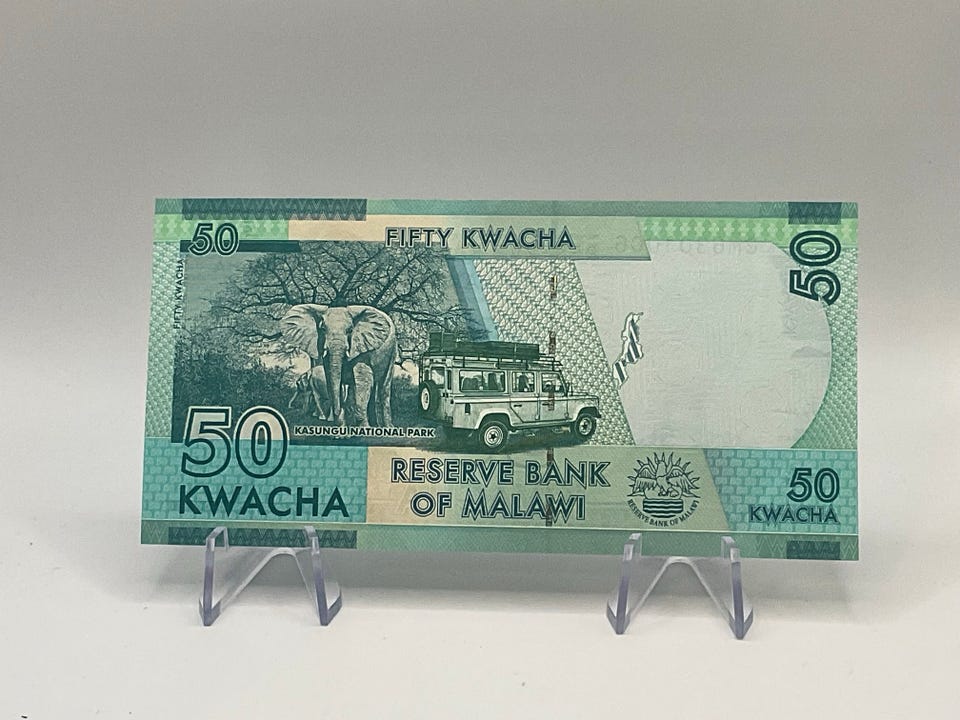 50
FIFTY KWACHA
50
FIFTY KWACHA
KASUNGU NATIONAL PARK
50
KWACHA
RESERVE BANK
OF MALAWI
RESERVE BANK OF MALAWI
50
KWACHA